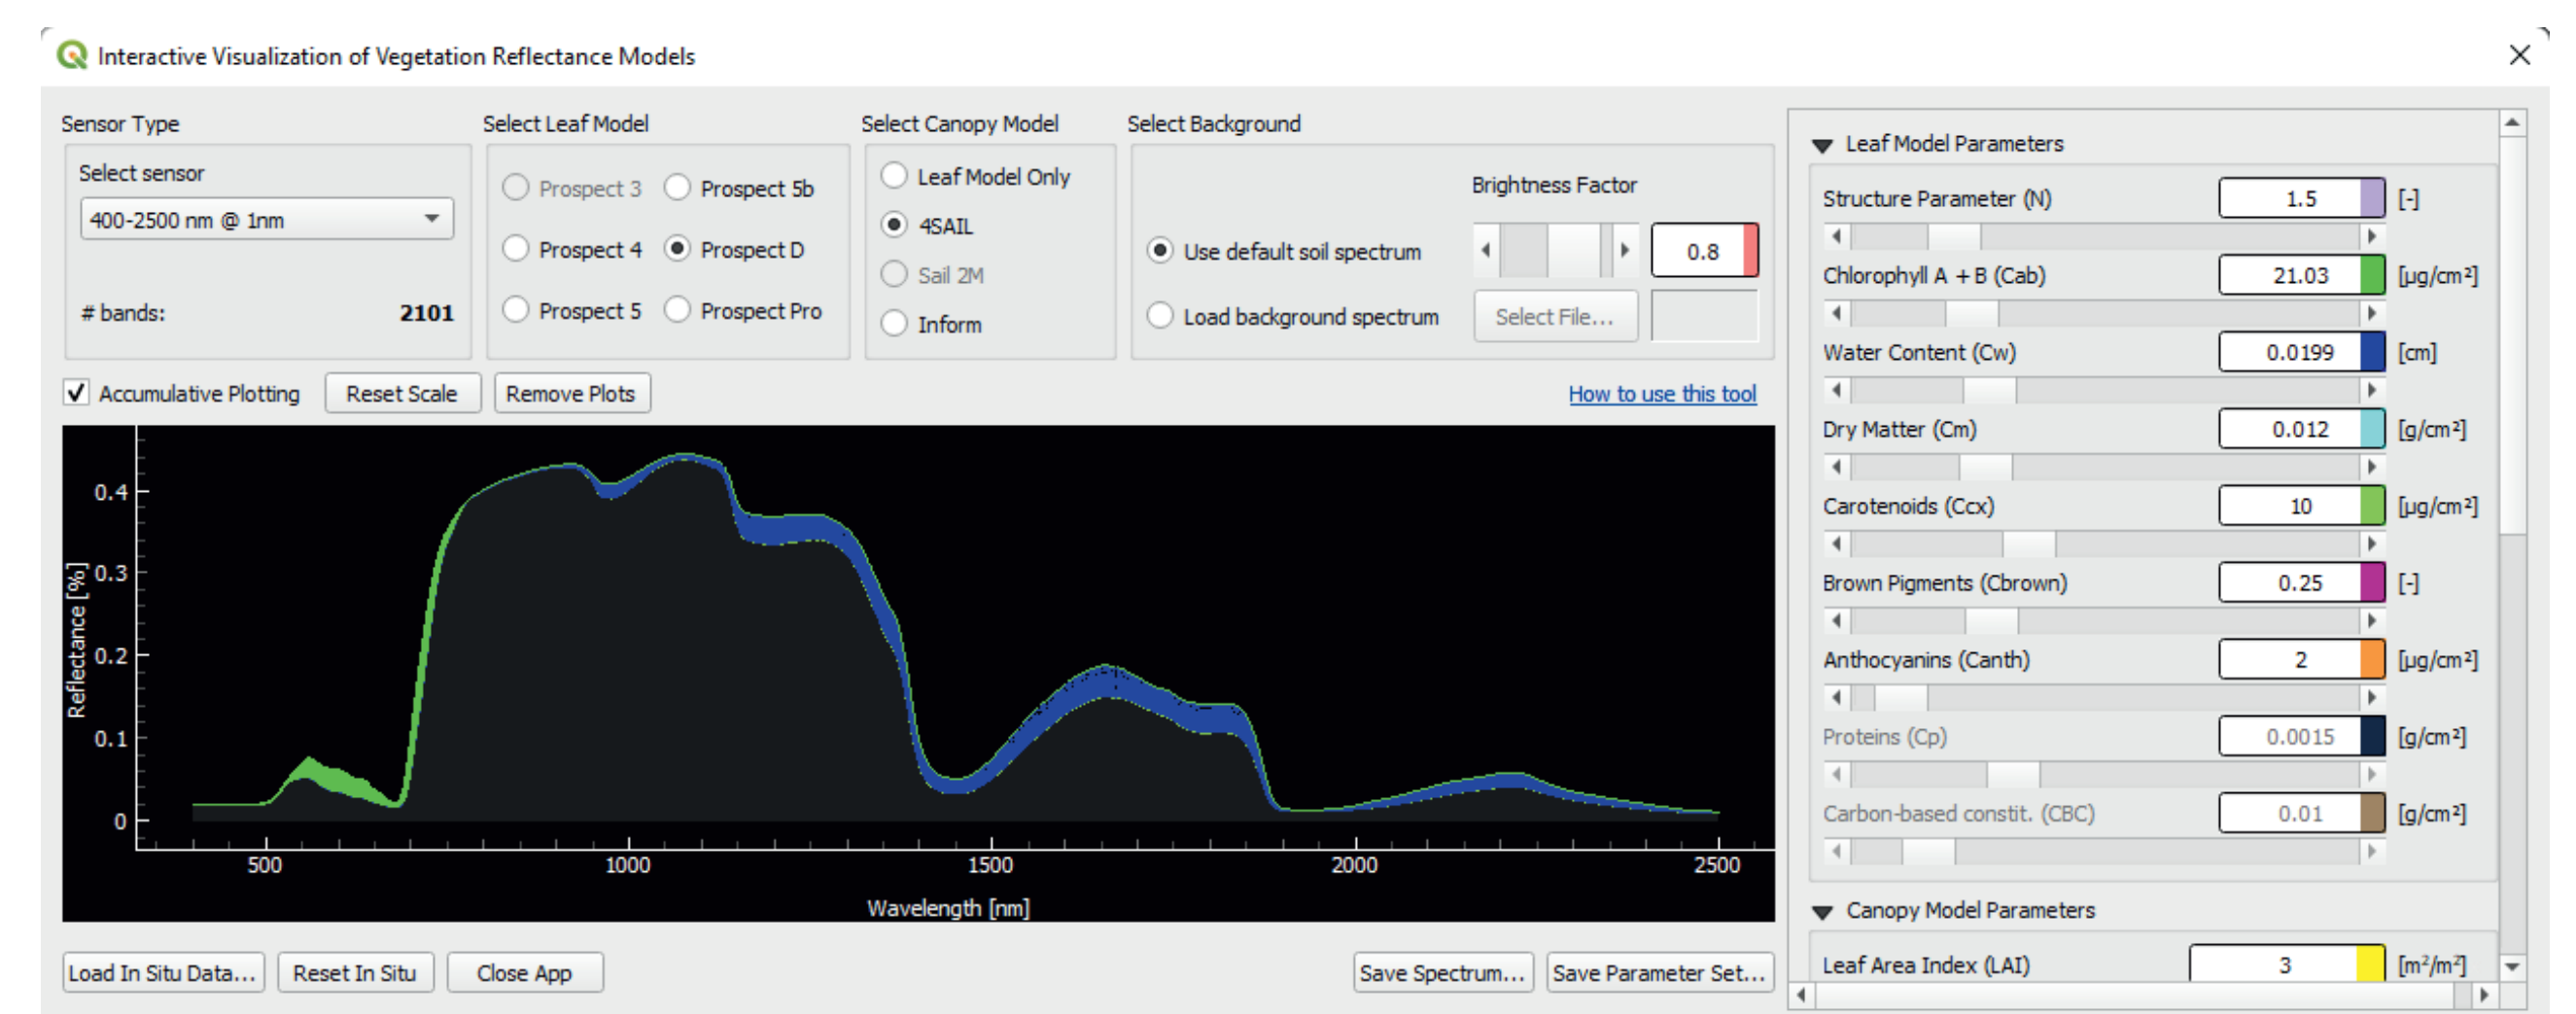 Interactive Visualization of Vegetation Reflectance Models
Sensor Type
Select sensor
400-2500 nm @ 1nm
# bands: 2101
Select Leaf Model
Prospect 3 Prospect 5b
Prospect 4 Prospect D
Prospect 5 Prospect Pro
Select Canopy Model
Leaf Model Only
4SAIL
Sail 2M
Inform
Select Background
Brightness Factor
Use default soil spectrum 0.8
Load background spectrum Select File...
Accumulative Plotting Reset Scale Remove Plots How to use this tool
Reflectance [%]
0.4
0.3
0.2
0.1
0
500 1000 1500 2000 2500
Wavelength [nm]
Load In Situ Data... Reset In Situ Close App Save Spectrum... Save Parameter Set...
Leaf Model Parameters
Structure Parameter (N) 1.5 [-]
Chlorophyll A + B (Cab) 21.03 [µg/cm²]
Water Content (Cw) 0.0199 [cm]
Dry Matter (Cm) 0.012 [g/cm²]
Carotenoids (Ccx) 10 [µg/cm²]
Brown Pigments (Cbrown) 0.25 [-]
Anthocyanins (Canth) 2 [µg/cm²]
Proteins (Cp) 0.0015 [g/cm²]
Carbon-based constit. (CBC) 0.01 [g/cm²]
Canopy Model Parameters
Leaf Area Index (LAI) 3 [m²/m²]